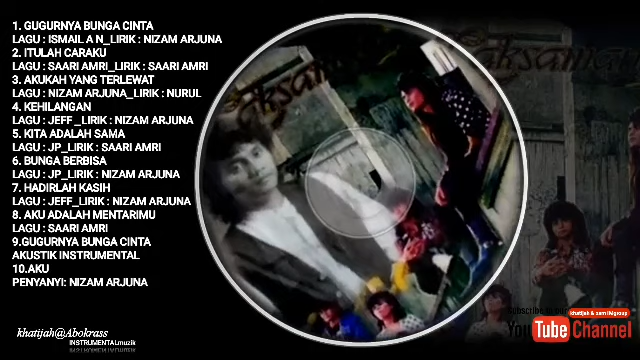 1. GUGURNYA BUNGA CINTA
LAGU : ISMAIL A N_LIRIK : NIZAM ARJUNA
2. ITULAH CARAKU
LAGU : SAARI AMRI_LIRIK : SAARI AMRI
3. AKUKAH YANG TERLEWAT
LAGU : NIZAM ARJUNA_LIRIK : NURUL
4. KEHILANGAN
LAGU : JEFF_LIRIK : NIZAM ARJUNA
5. KITA ADALAH SAMA
LAGU : JP_LIRIK : SAARI AMRI
6. BUNGA BERBISA
LAGU : JP_LIRIK : NIZAM ARJUNA
7. HADIRLAH KASIH
LAGU : JEFF_LIRIK : NIZAM ARJUNA
8. AKU ADALAH MENTARIMU
LAGU : SAARI AMRI
9.GUGURNYA BUNGA CINTA
AKUSTIK INSTRUMENTAL
10.AKU
PENYANYI: NIZAM ARJUNA
khatijah@Abokrass
INSTRUMENTALmuzik
YouTube Channel